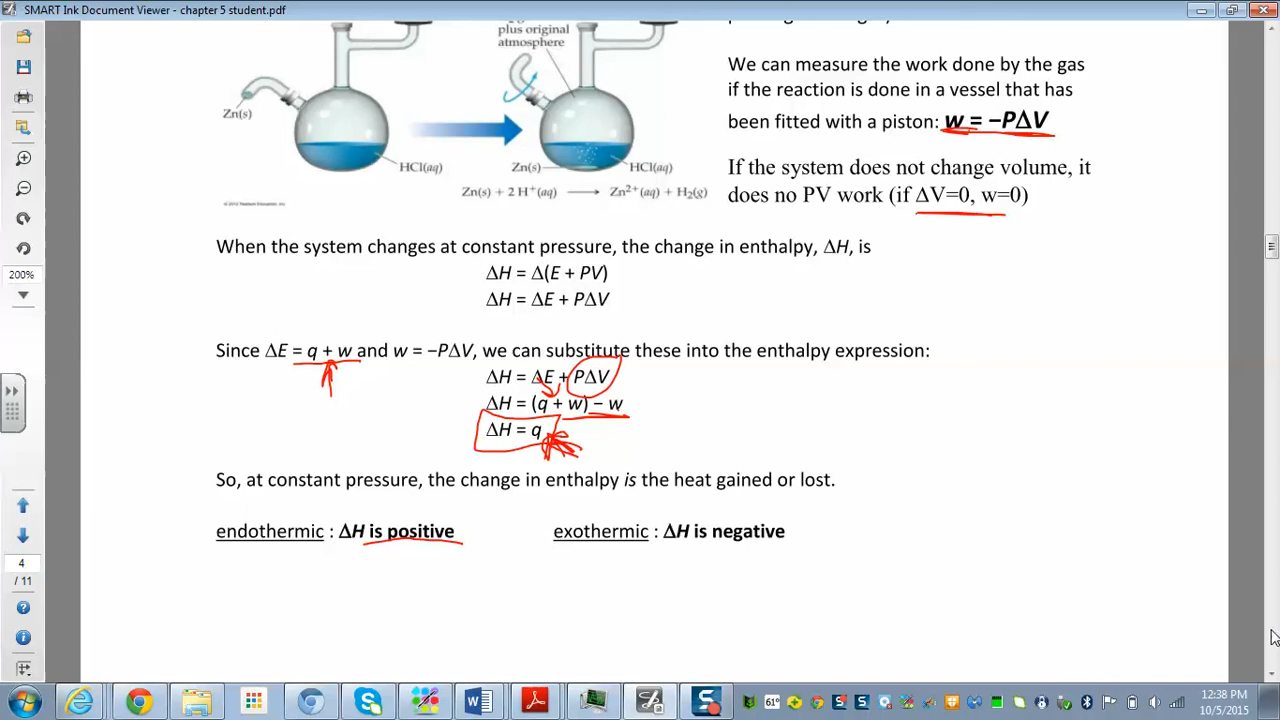 SMART Ink Document Viewer - chapter 5 student.pdf
plus original
atmosphere
Zn(s)
HCl(aq)
Zn(s)
HCl(aq)
Zn(s) + 2 H⁺(aq) ⟶ Zn²⁺(aq) + H₂(g)
We can measure the work done by the gas
if the reaction is done in a vessel that has
been fitted with a piston: w = −PΔV
If the system does not change volume, it
does no PV work (if ΔV=0, w=0)
When the system changes at constant pressure, the change in enthalpy, ΔH, is
ΔH = Δ(E + PV)
ΔH = ΔE + PΔV
Since ΔE = q + w and w = −PΔV, we can substitute these into the enthalpy expression:
ΔH = ΔE + PΔV
ΔH = (q + w) − w
ΔH = q
So, at constant pressure, the change in enthalpy is the heat gained or lost.
endothermic : ΔH is positive exothermic : ΔH is negative
200%
4
/ 11
61°
12:38 PM
10/5/2015